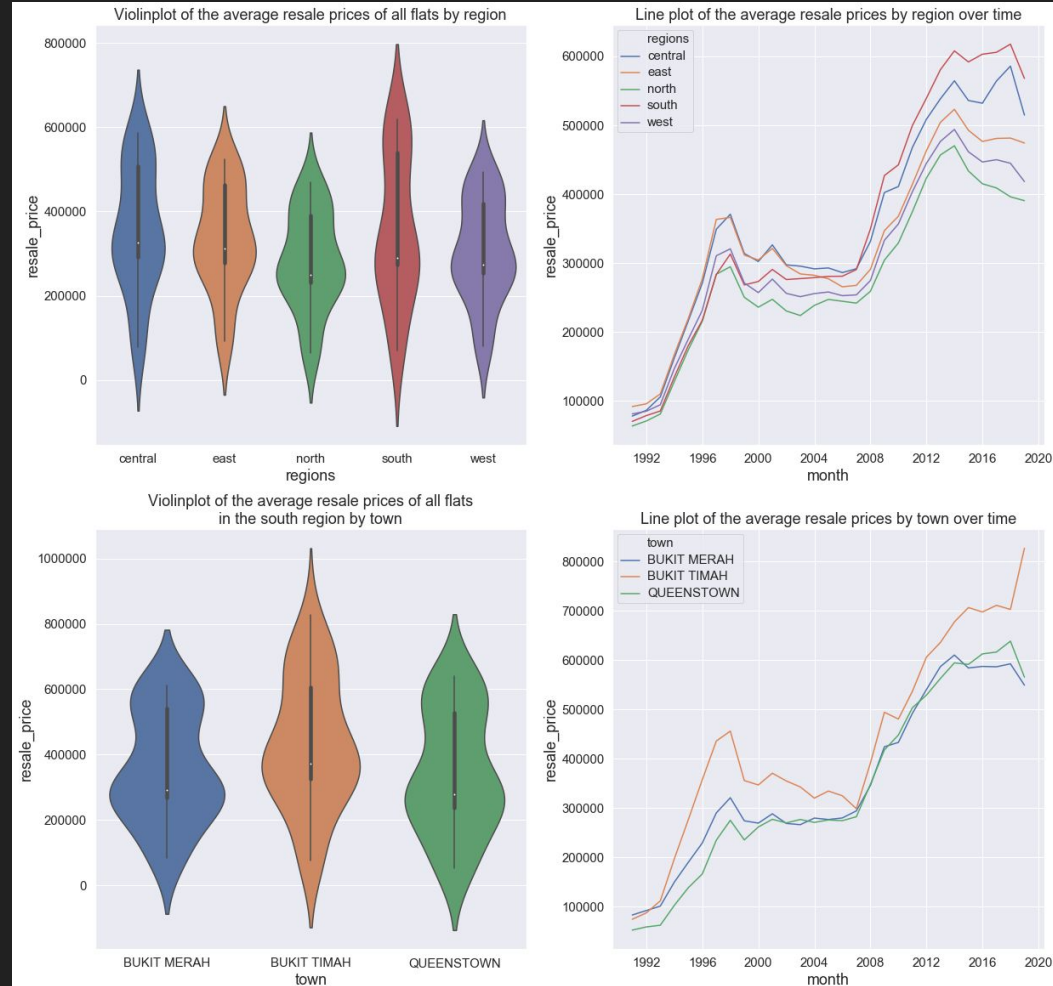 Violinplot of the average resale prices of all flats by region
800000
600000
400000
200000
0
resale_price
central east north south west
regions
Line plot of the average resale prices by region over time
regions
central
east
north
south
west
600000
500000
400000
300000
200000
100000
resale_price
1992 1996 2000 2004 2008 2012 2016 2020
month
Violinplot of the average resale prices of all flats
in the south region by town
1000000
800000
600000
400000
200000
0
resale_price
BUKIT MERAH BUKIT TIMAH QUEENSTOWN
town
Line plot of the average resale prices by town over time
town
BUKIT MERAH
BUKIT TIMAH
QUEENSTOWN
800000
700000
600000
500000
400000
300000
200000
100000
resale_price
1992 1996 2000 2004 2008 2012 2016 2020
month